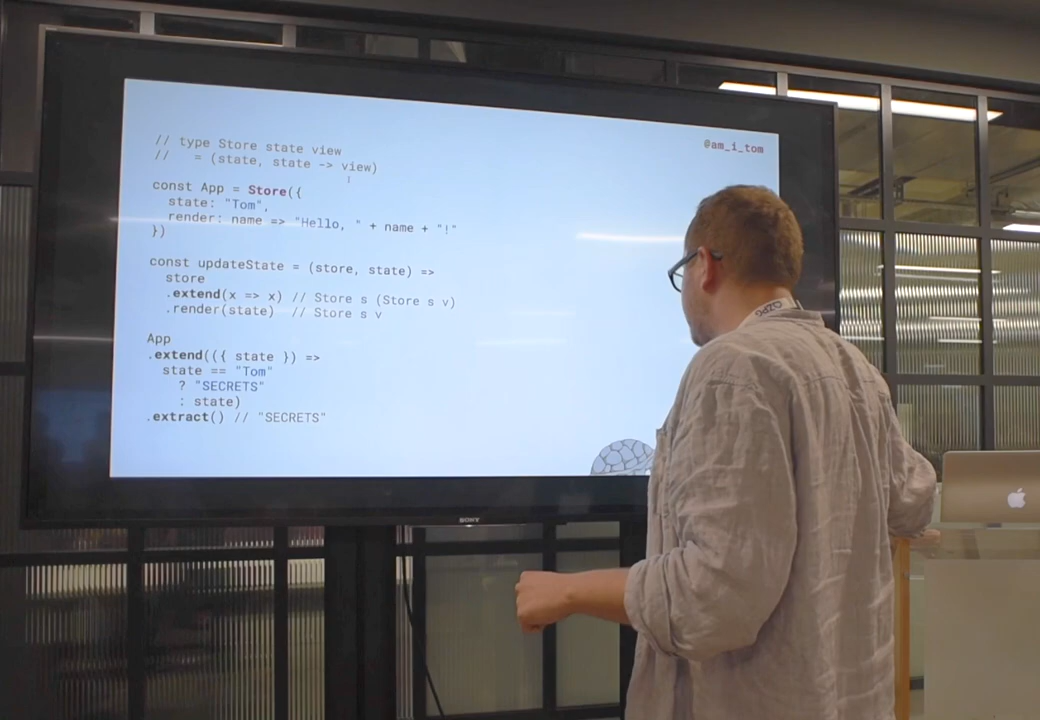 // type Store state view
//   = (state, state -> view)
@am_i_tom
const App = Store({
  state: "Tom",
  render: name => "Hello, " + name + "!"
})
const updateState = (store, state) =>
  store
  .extend(x => x) // Store s (Store s v)
  .render(state)  // Store s v
App
.extend(({ state }) =>
  state == "Tom"
    ? "SECRETS"
    : state)
.extract() // "SECRETS"
SONY